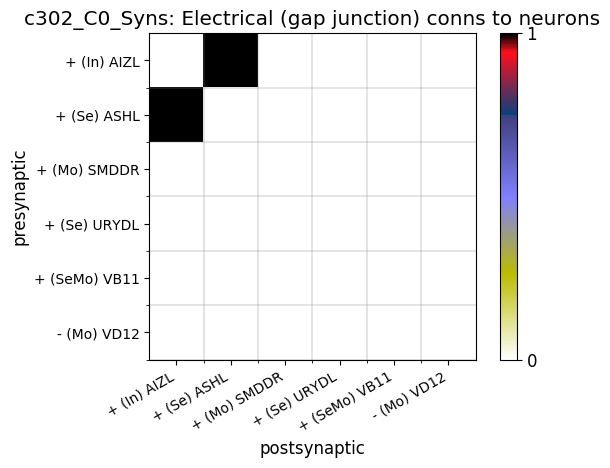 c302_C0_Syns: Electrical (gap junction) conns to neurons
+ (In) AIZL
+ (Se) ASHL
+ (Mo) SMDDR
+ (Se) URYDL
+ (SeMo) VB11
- (Mo) VD12
presynaptic
1
0
+ (In) AIZL
+ (Se) ASHL
+ (Mo) SMDDR
+ (Se) URYDL
+ (SeMo) VB11
- (Mo) VD12
postsynaptic